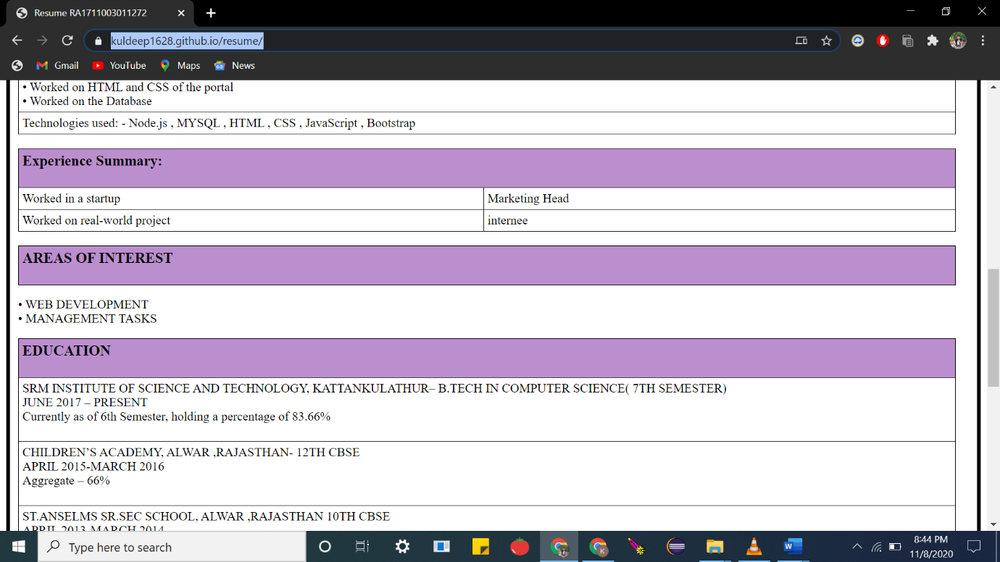 Resume RA1711003011272
kuldeep1628.github.io/resume/
Gmail YouTube Maps News
• Worked on HTML and CSS of the portal
• Worked on the Database
Technologies used: - Node.js , MYSQL , HTML , CSS , JavaScript , Bootstrap
Experience Summary:
Worked in a startup Marketing Head
Worked on real-world project internee
AREAS OF INTEREST
• WEB DEVELOPMENT
• MANAGEMENT TASKS
EDUCATION
SRM INSTITUTE OF SCIENCE AND TECHNOLOGY, KATTANKULATHUR– B.TECH IN COMPUTER SCIENCE( 7TH SEMESTER)
JUNE 2017 – PRESENT
Currently as of 6th Semester, holding a percentage of 83.66%
CHILDREN’S ACADEMY, ALWAR ,RAJASTHAN- 12TH CBSE
APRIL 2015-MARCH 2016
Aggregate – 66%
ST.ANSELMS SR.SEC SCHOOL, ALWAR ,RAJASTHAN 10TH CBSE
APRIL 2013-MARCH 2014
Type here to search
8:44 PM
11/8/2020